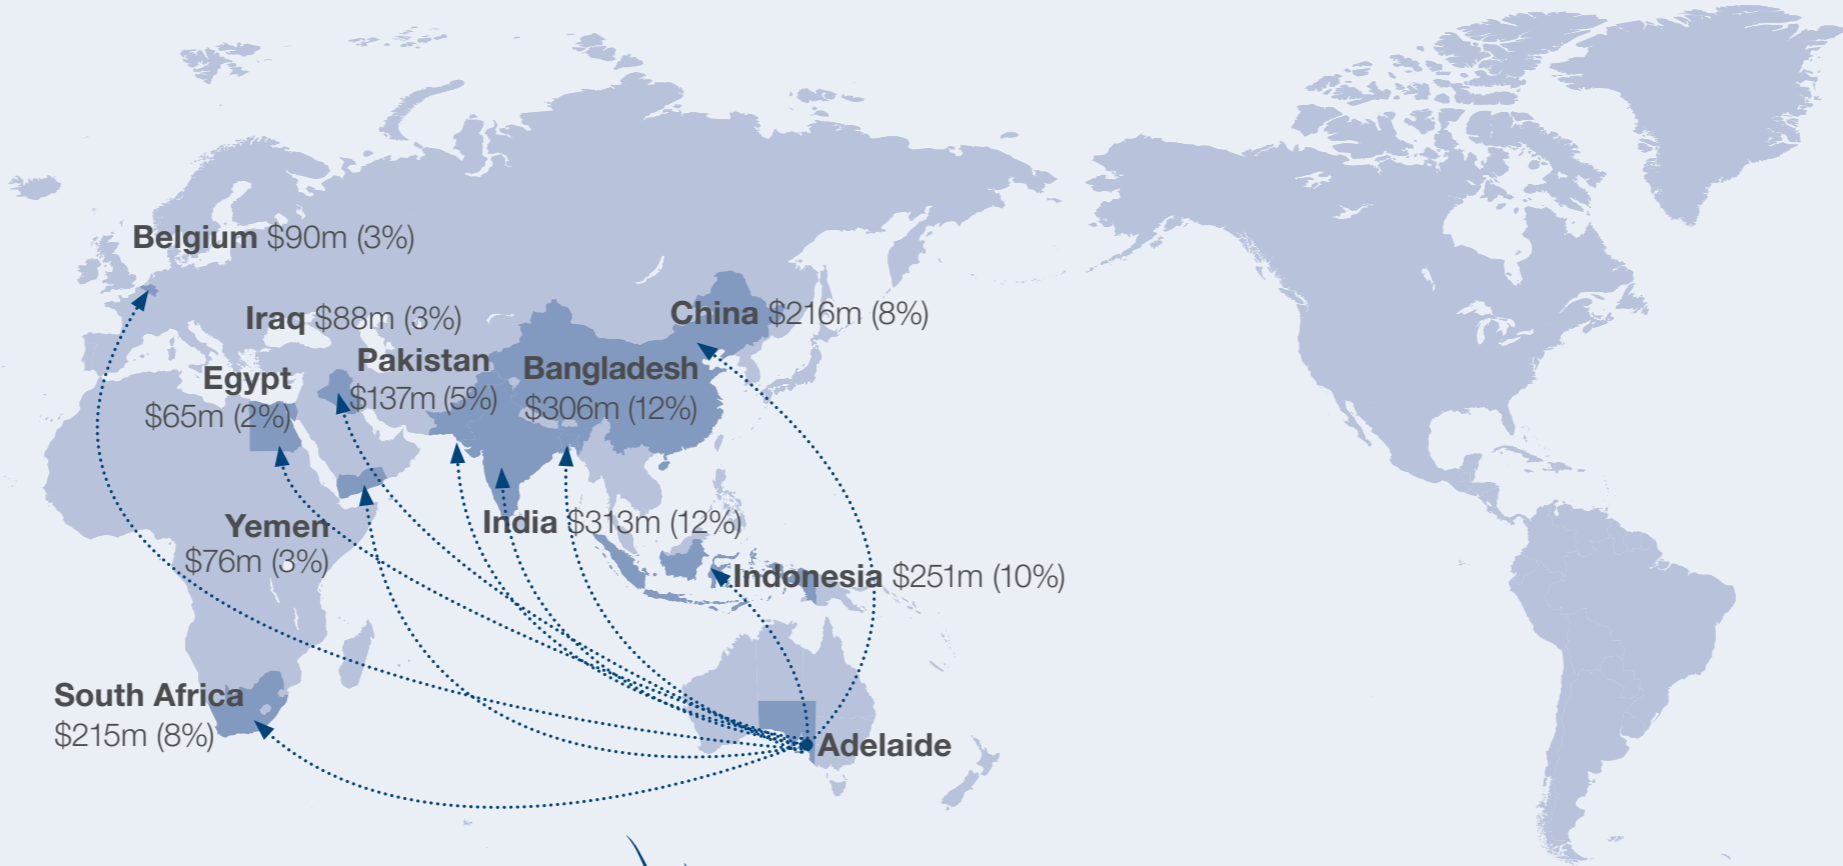 Belgium $90m (3%)
Iraq $88m (3%)
China $216m (8%)
Pakistan
$137m (5%)
Bangladesh
$306m (12%)
Egypt
$65m (2%)
Yemen
$76m (3%)
India $313m (12%)
Indonesia $251m (10%)
South Africa
$215m (8%)
Adelaide